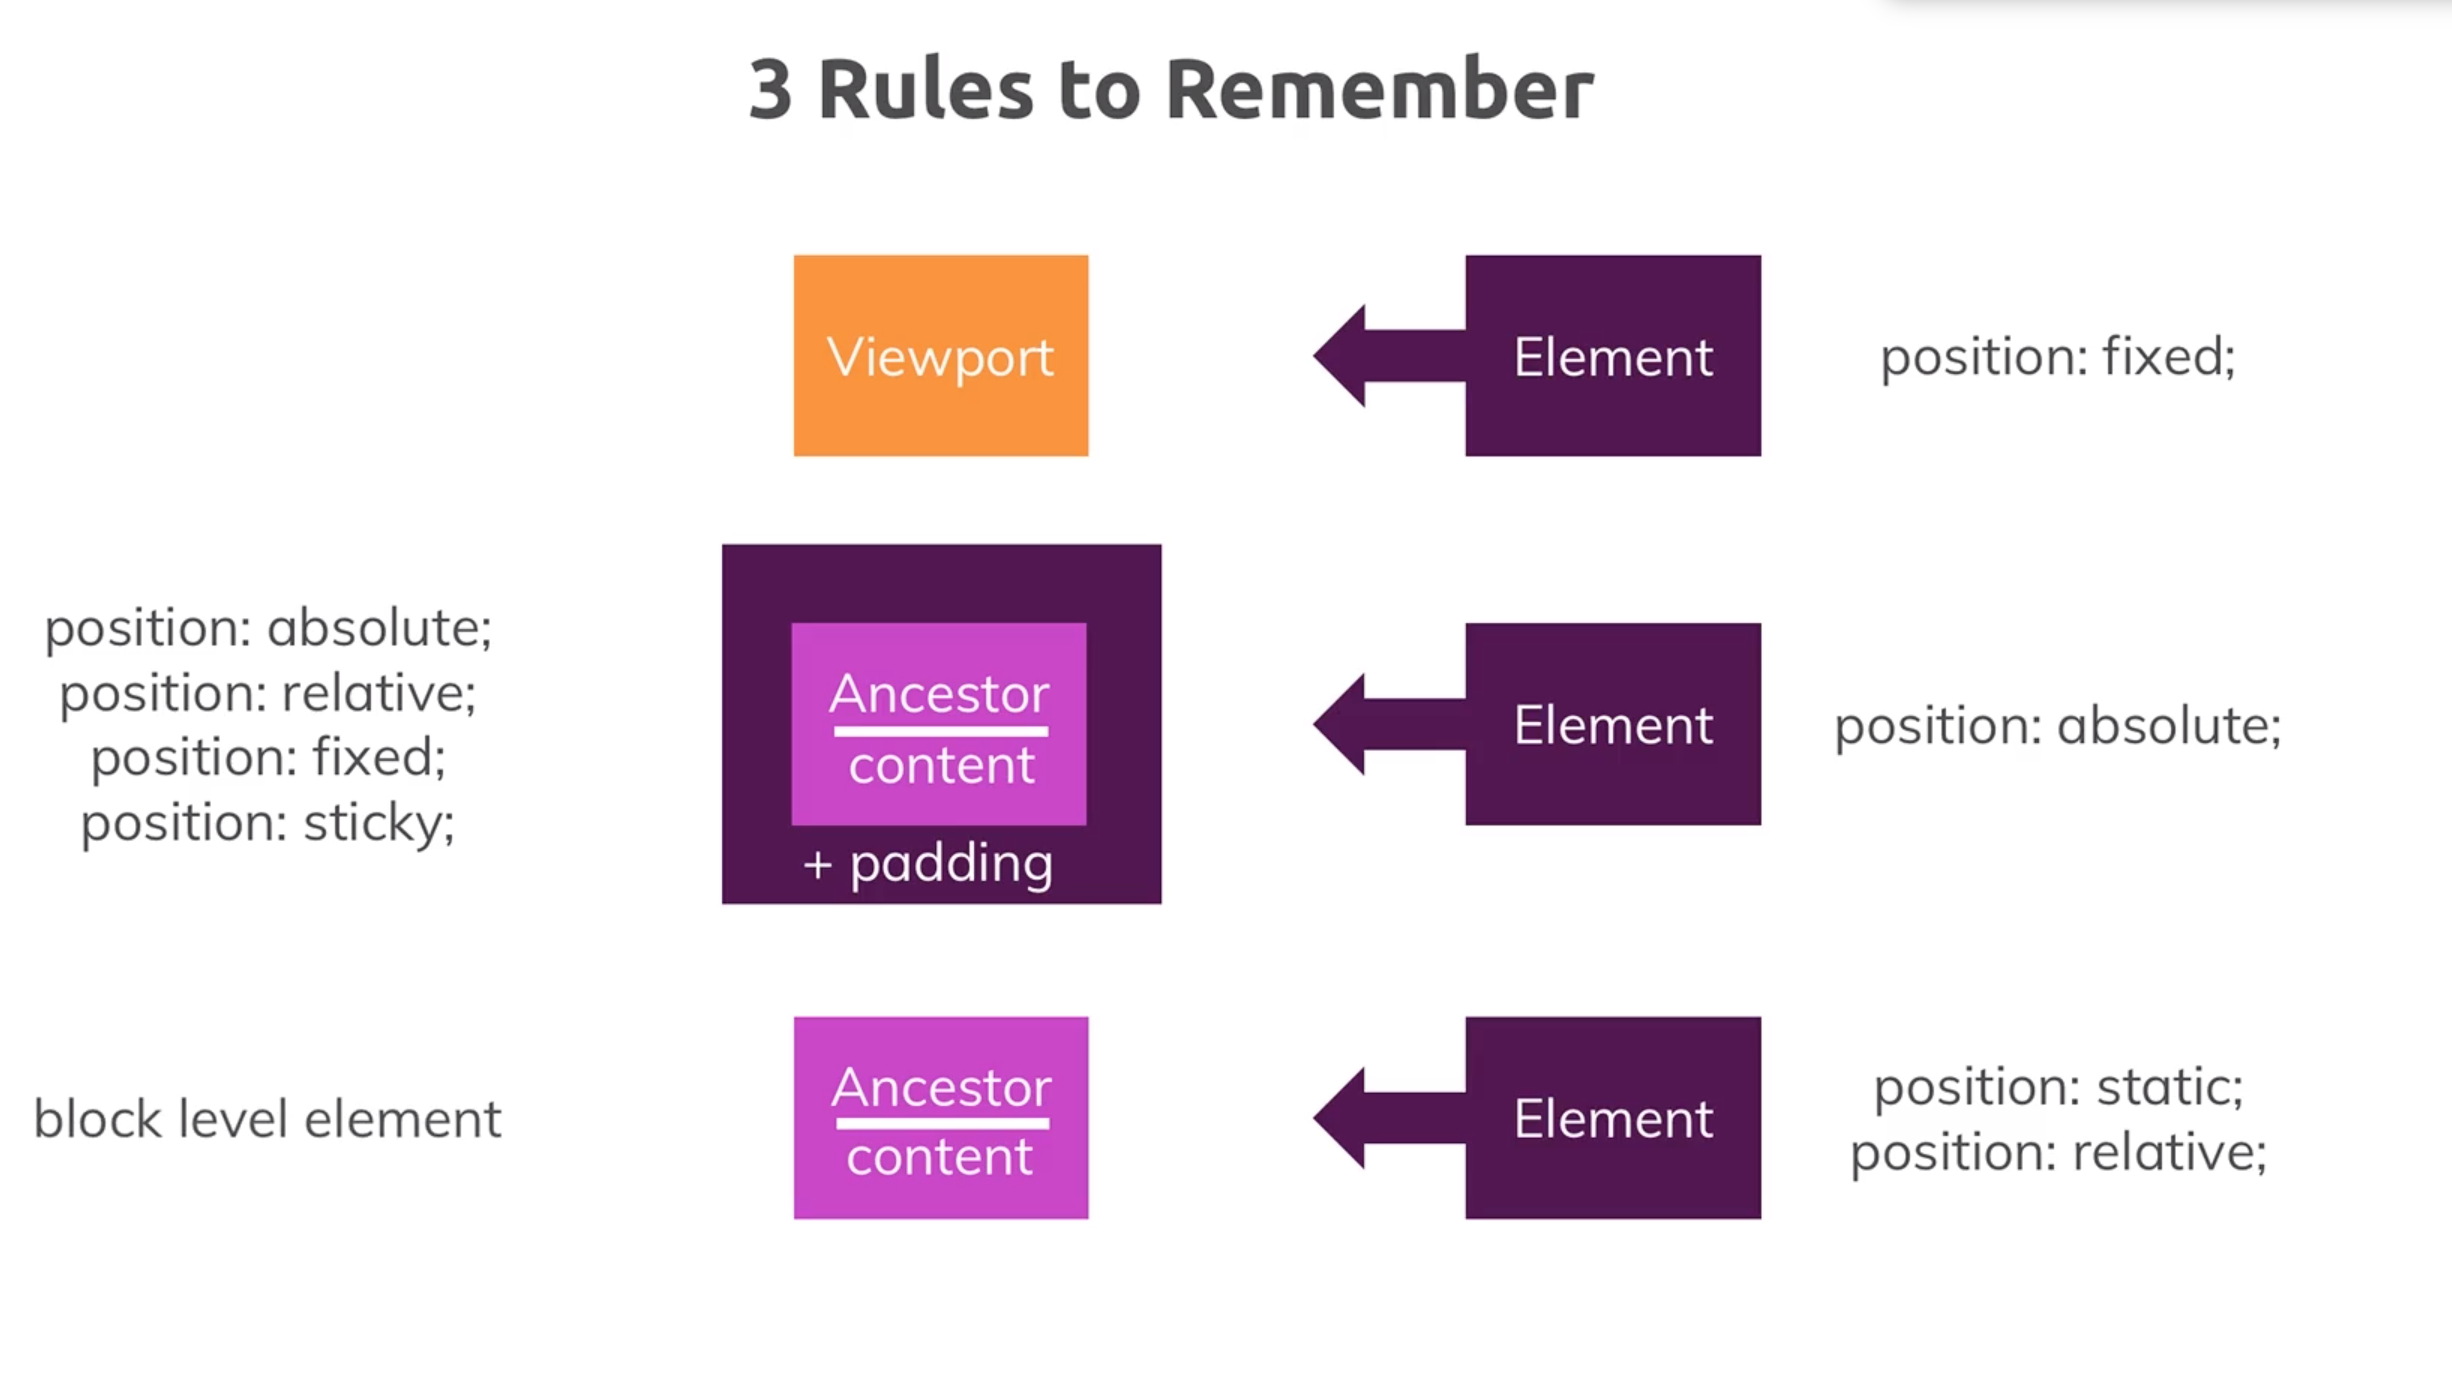 3 Rules to Remember
Viewport
Element
position: fixed;
position: absolute;
position: relative;
position: fixed;
position: sticky;
Ancestor
content
+ padding
Element
position: absolute;
block level element
Ancestor
content
Element
position: static;
position: relative;